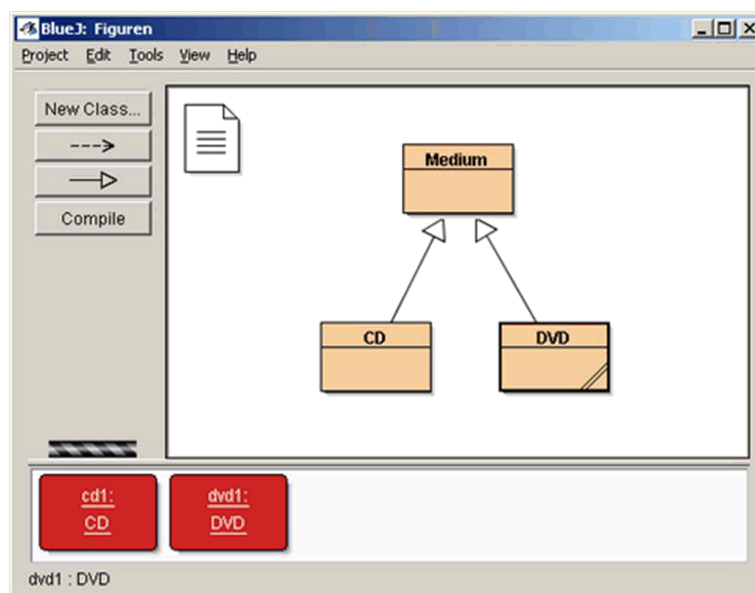 BlueJ: Figuren
Project Edit Tools View Help
New Class...
Compile
Medium
CD
DVD
cd1:
CD
dvd1:
DVD
dvd1 : DVD